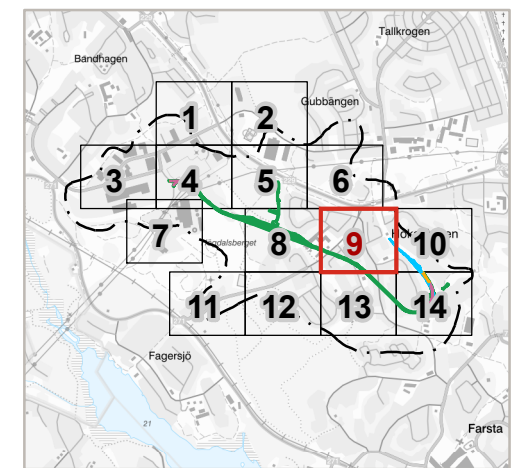 Tallkrogen
Bandhagen
Gubbängen
1 2
3 4 5 6
7 8 9 10
11 12 13 14
Fagersjö
21
Farsta